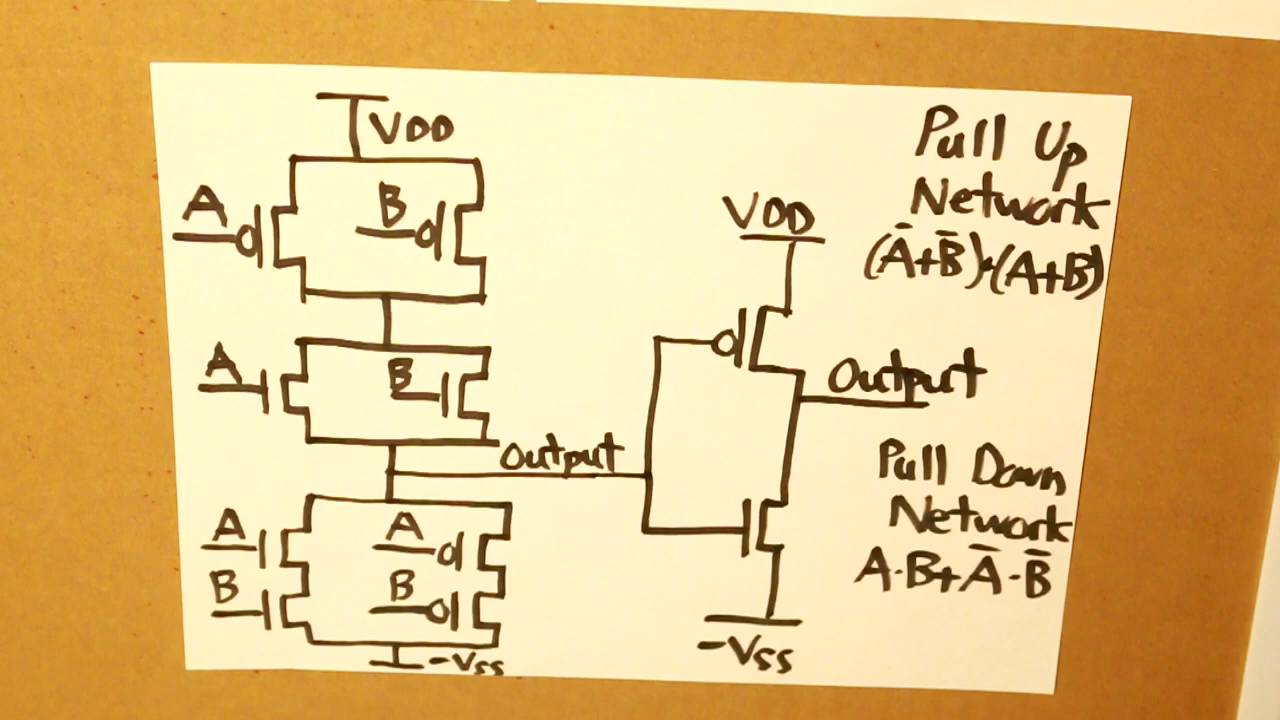 VDD
A
B
A
B
Output
A
B
A
B
-Vss
VDD
Output
-Vss
Pull Up
Network
(Ā+B̄)·(A+B)
Pull Down
Network
A·B+Ā·B̄